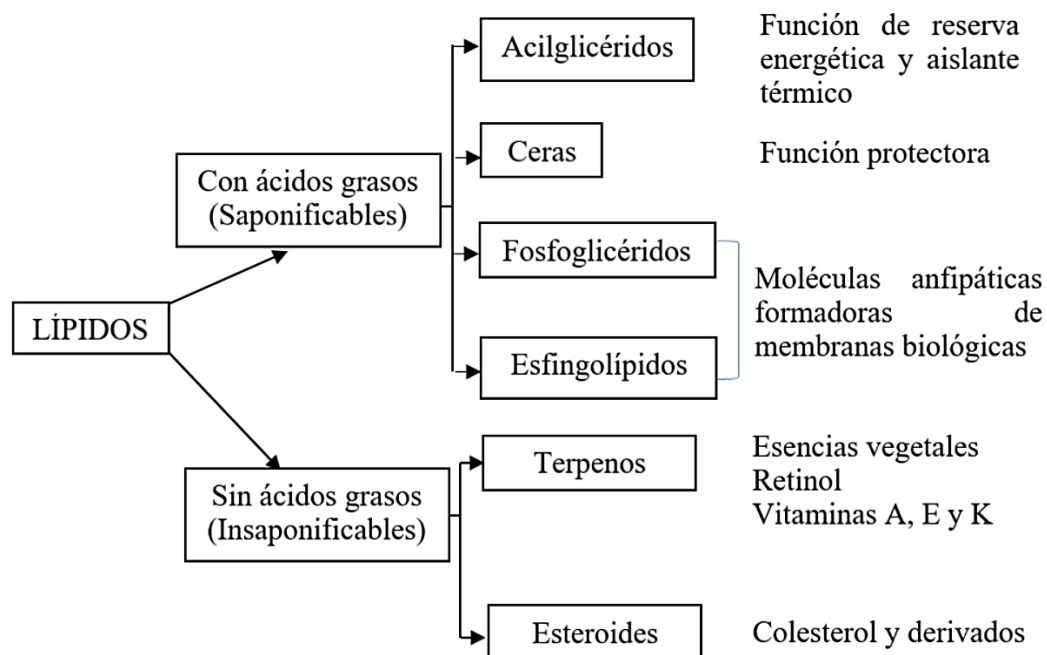 LÍPIDOS
Con ácidos grasos
(Saponificables)
Acilglicéridos
Función de reserva
energética y aislante
térmico
Ceras
Función protectora
Fosfoglicéridos
Esfingolípidos
Moléculas anfipáticas
formadoras de
membranas biológicas
Sin ácidos grasos
(Insaponificables)
Terpenos
Esencias vegetales
Retinol
Vitaminas A, E y K
Esteroides
Colesterol y derivados